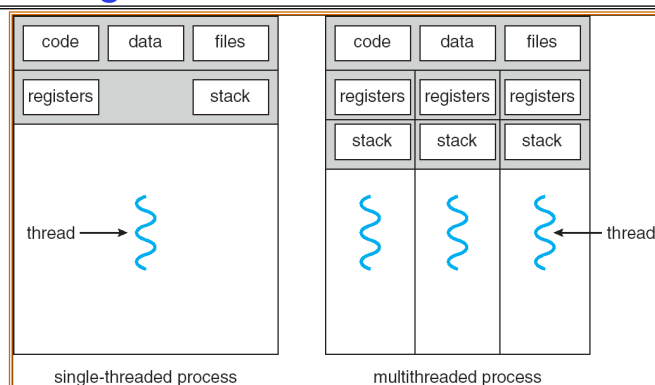 code data files code data files
registers stack registers registers registers
stack stack stack
thread thread
single-threaded process multithreaded process